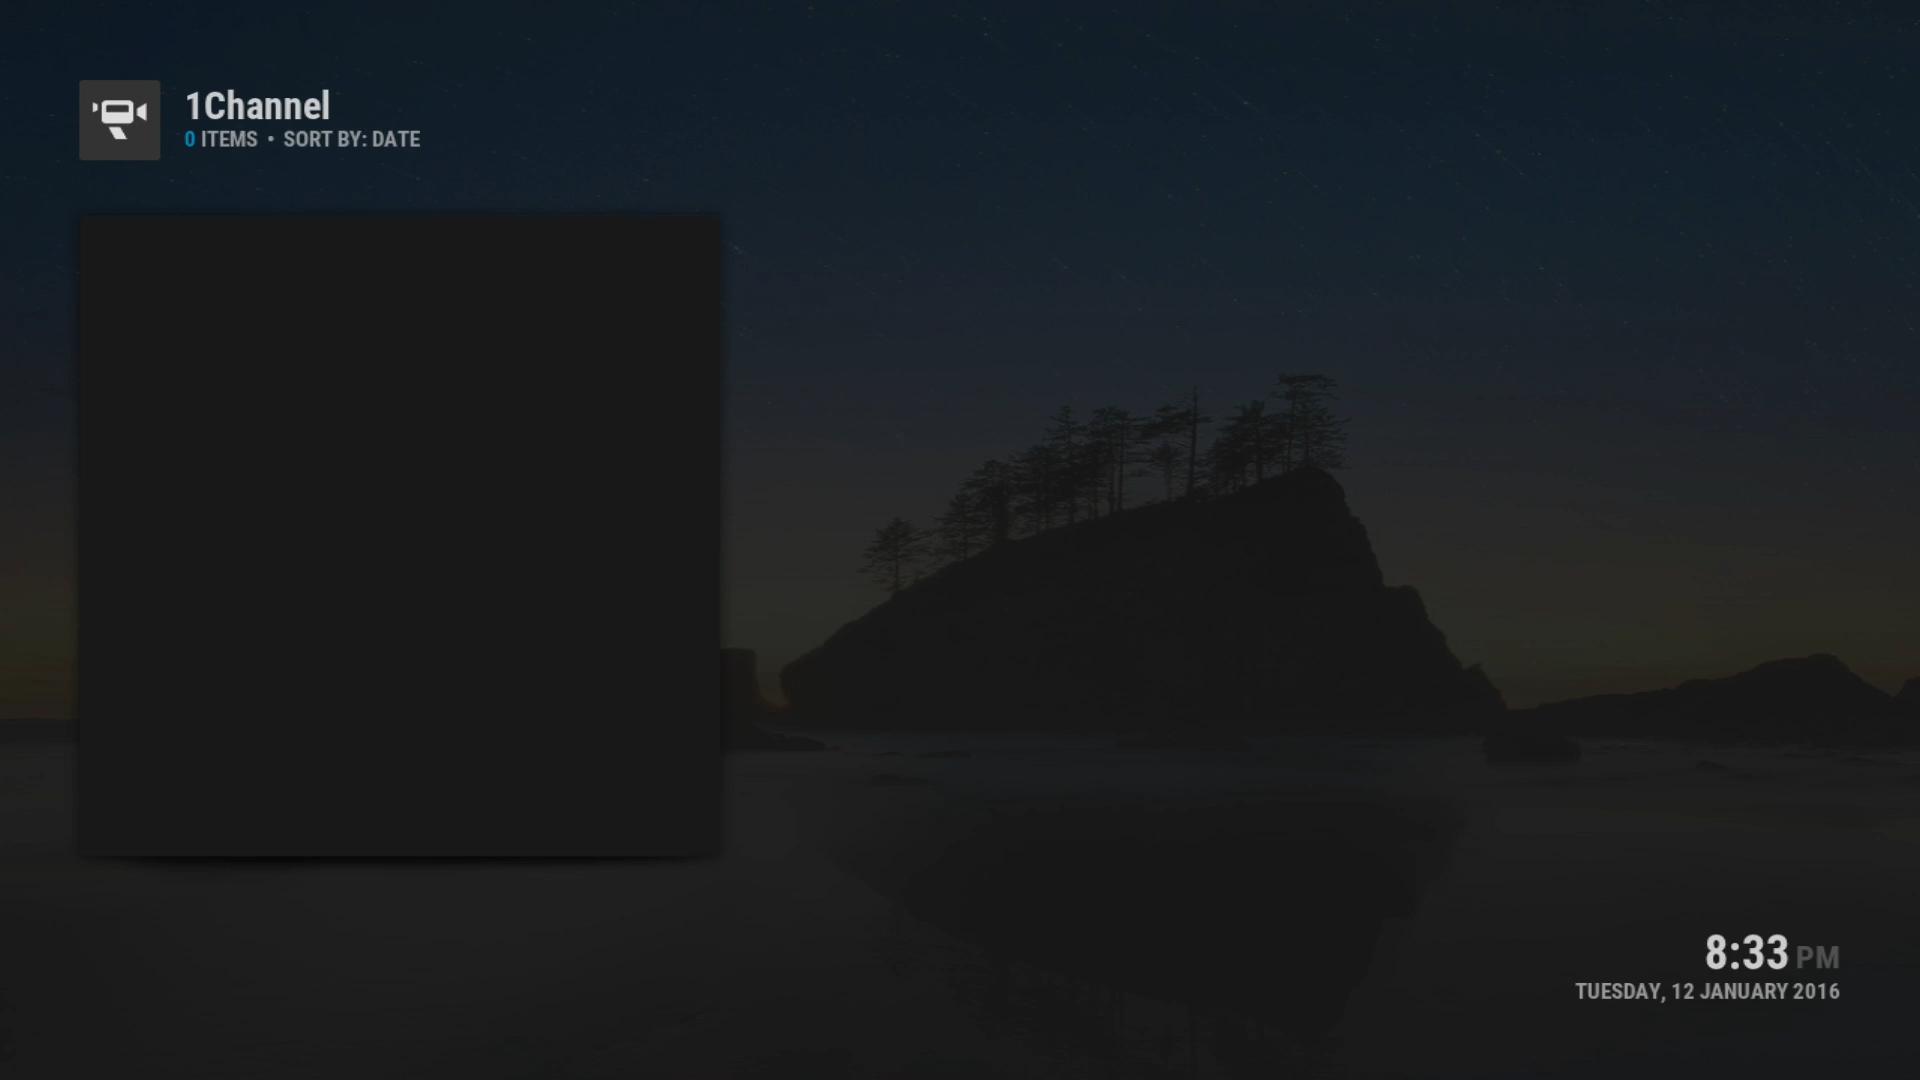 1Channel
0 ITEMS • SORT BY: DATE
8:33 PM
TUESDAY, 12 JANUARY 2016